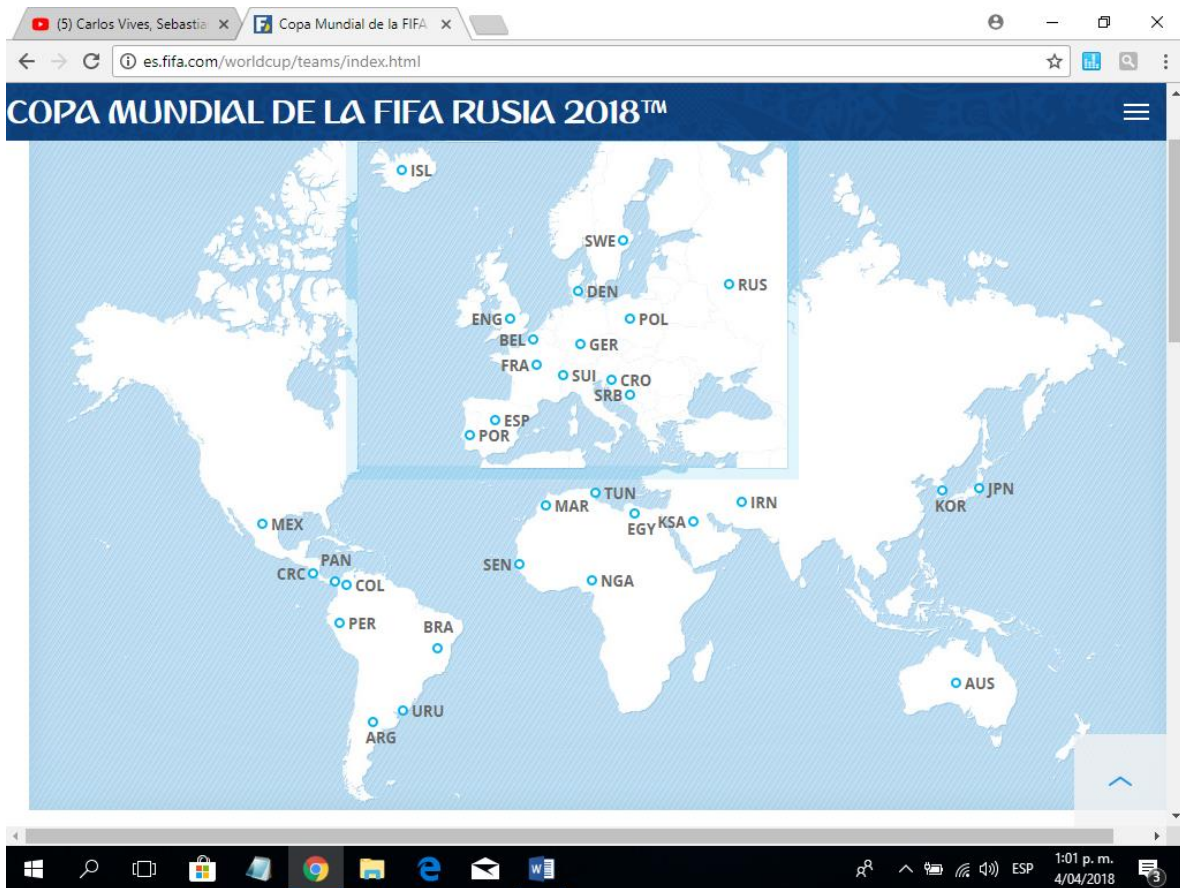 (5) Carlos Vives, Sebastia
Copa Mundial de la FIFA
es.fifa.com/worldcup/teams/index.html
COPA MUNDIAL DE LA FIFA RUSIA 2018™
ISL
SWE
DEN
RUS
ENG
POL
BEL
GER
FRA
SUI
CRO
SRB
ESP
POR
TUN
MAR
IRN
JPN
KOR
EGY
KSA
MEX
PAN
CRC
COL
SEN
NGA
PER
BRA
AUS
URU
ARG
ESP
1:01 p. m.
4/04/2018
3